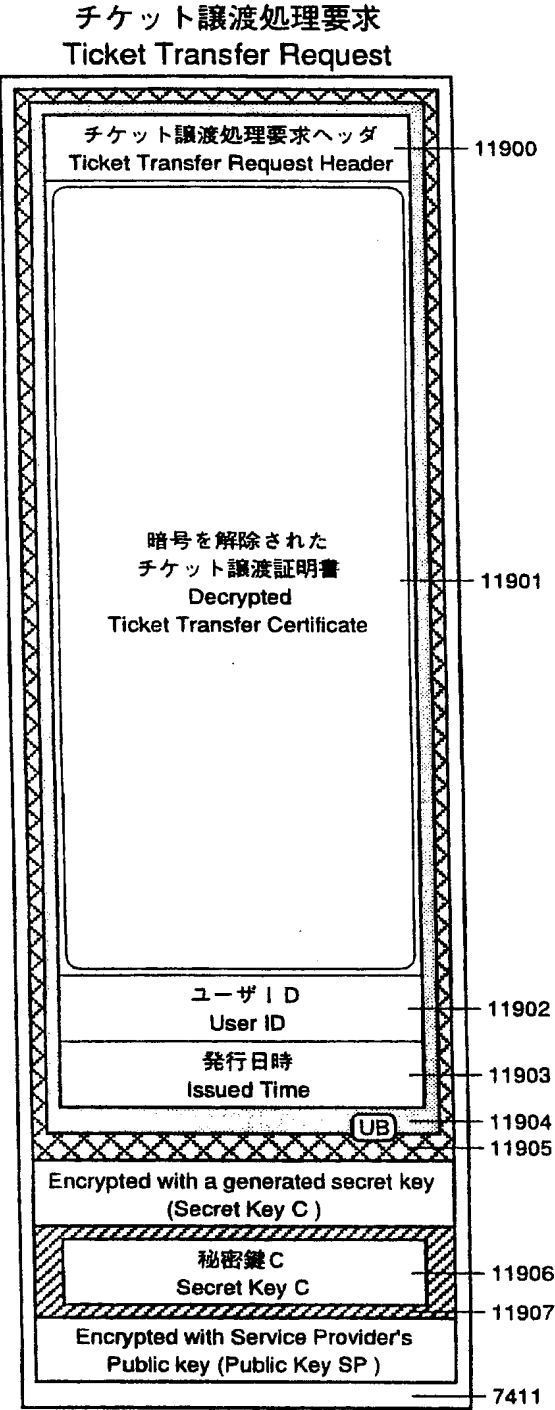 チケット譲渡処理要求
Ticket Transfer Request
チケット譲渡処理要求ヘッダ
Ticket Transfer Request Header
11900
暗号を解除された
チケット譲渡証明書
Decrypted
Ticket Transfer Certificate
11901
ユーザID
User ID
11902
発行日時
Issued Time
11903
11904
UB
11905
Encrypted with a generated secret key
(Secret Key C )
秘密鍵C
Secret Key C
11906
11907
Encrypted with Service Provider's
Public key (Public Key SP )
7411